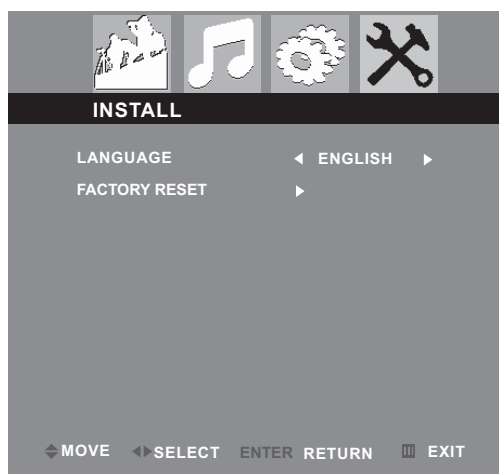 INSTALL
LANGUAGE ENGLISH
FACTORY RESET
MOVE SELECT ENTER RETURN EXIT